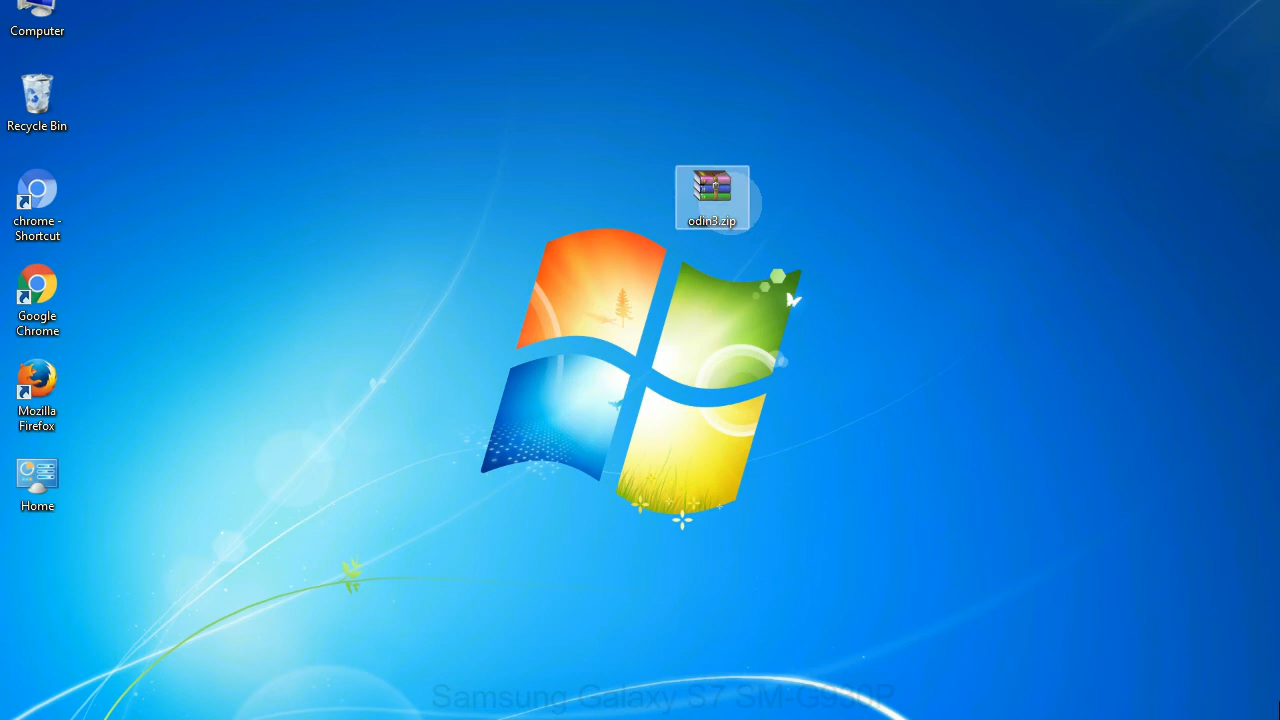 Computer
Recycle Bin
chrome -
Shortcut
Google
Chrome
Mozilla
Firefox
Home
odin3.zip
Samsung Galaxy S7 SM-G930P